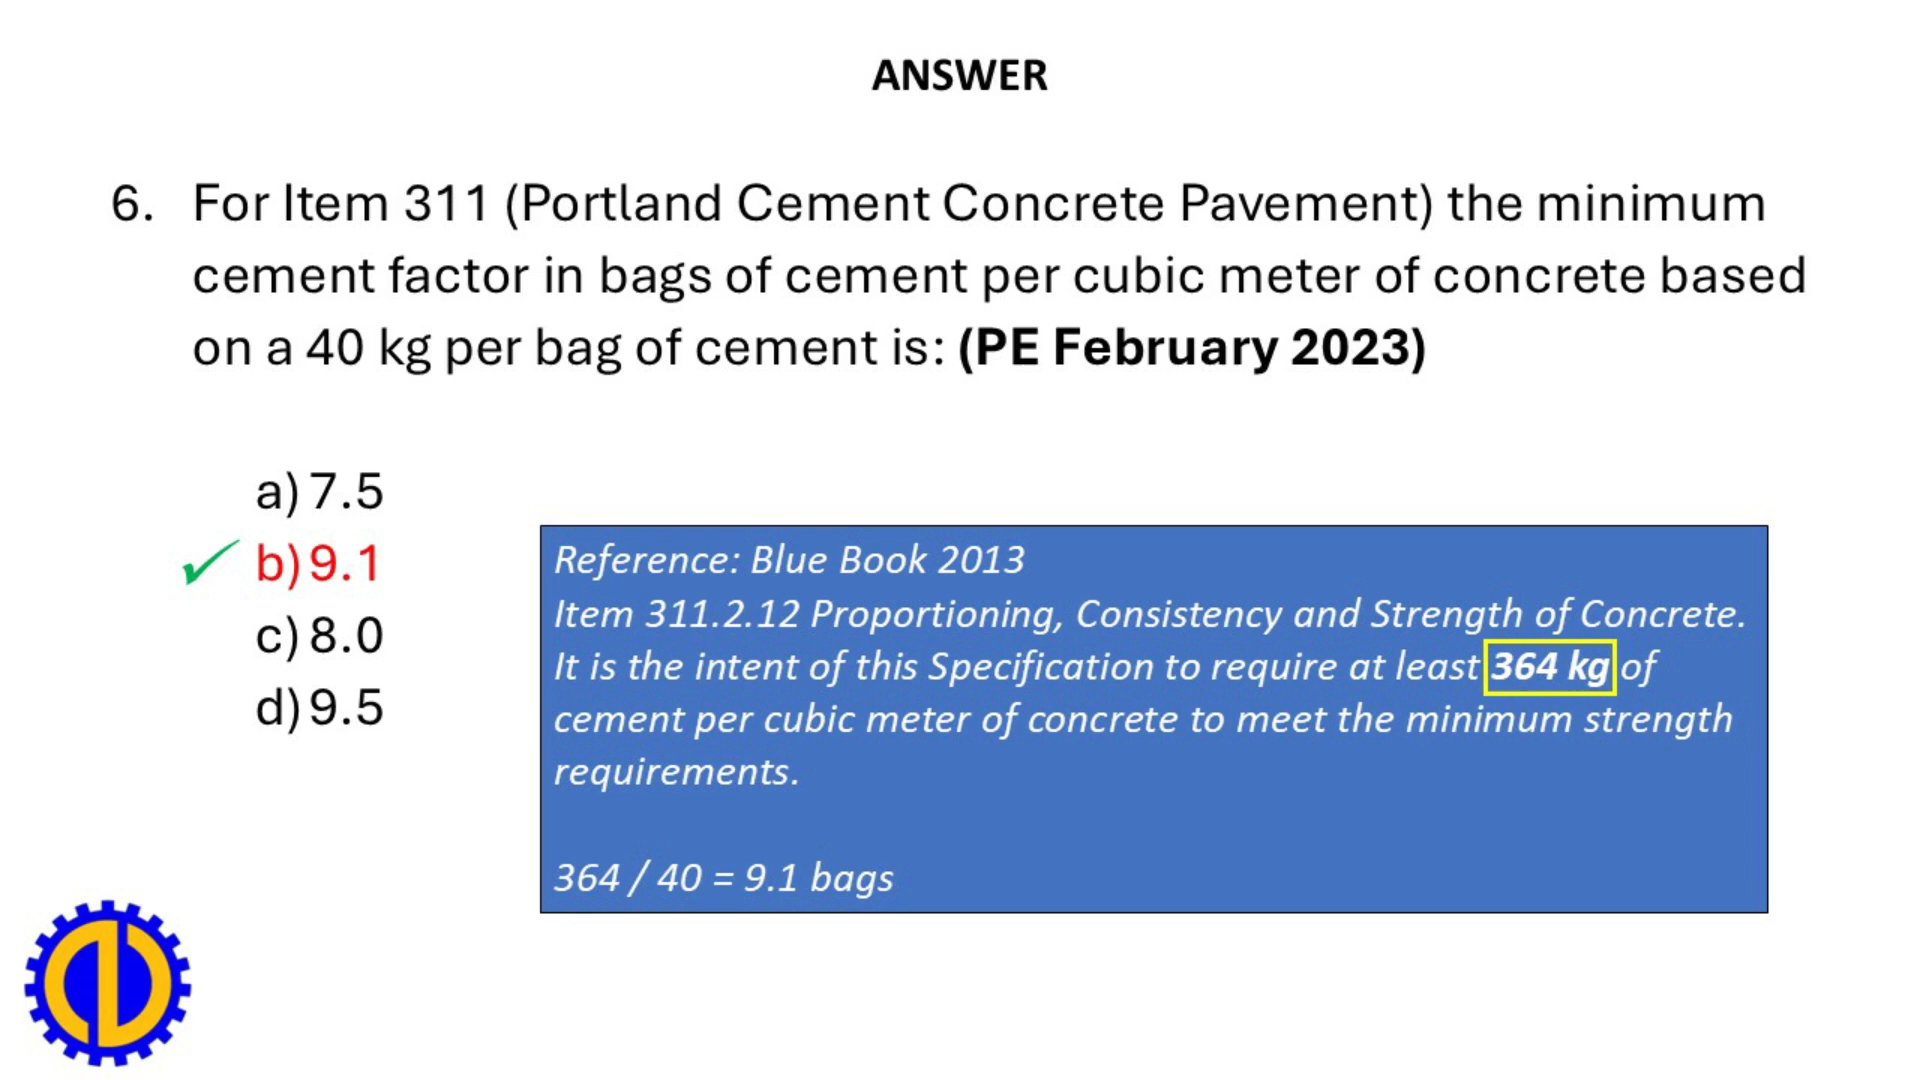 ANSWER
6. For Item 311 (Portland Cement Concrete Pavement) the minimum
cement factor in bags of cement per cubic meter of concrete based
on a 40 kg per bag of cement is: (PE February 2023)
a) 7.5
b) 9.1
c) 8.0
d) 9.5
Reference: Blue Book 2013
Item 311.2.12 Proportioning, Consistency and Strength of Concrete.
It is the intent of this Specification to require at least 364 kg of
cement per cubic meter of concrete to meet the minimum strength
requirements.
364 / 40 = 9.1 bags